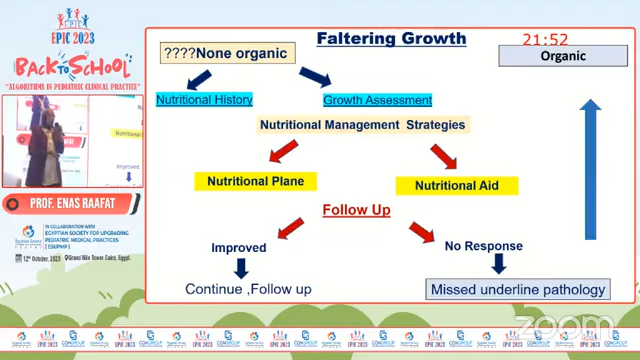 EPIC
EPIC 2023
BACK TO SCHOOL
"ALGORITHMS IN PEDIATRIC CLINICAL PRACTICE"
PROF. ENAS RAAFAT
IN COLLABORATION WITH
EGYPTIAN SOCIETY FOR UPGRADING
PEDIATRIC MEDICAL PRACTICES
[ ESUPMP ]
12th October, 2023
Grand Nile Tower Cairo, Egypt.
Faltering Growth
21:52
????None organic
Organic
Nutritional History
Growth Assessment
Nutritional Management Strategies
Nutritional Plane
Nutritional Aid
Follow Up
Improved
No Response
Continue ,Follow up
Missed underline pathology
zoom